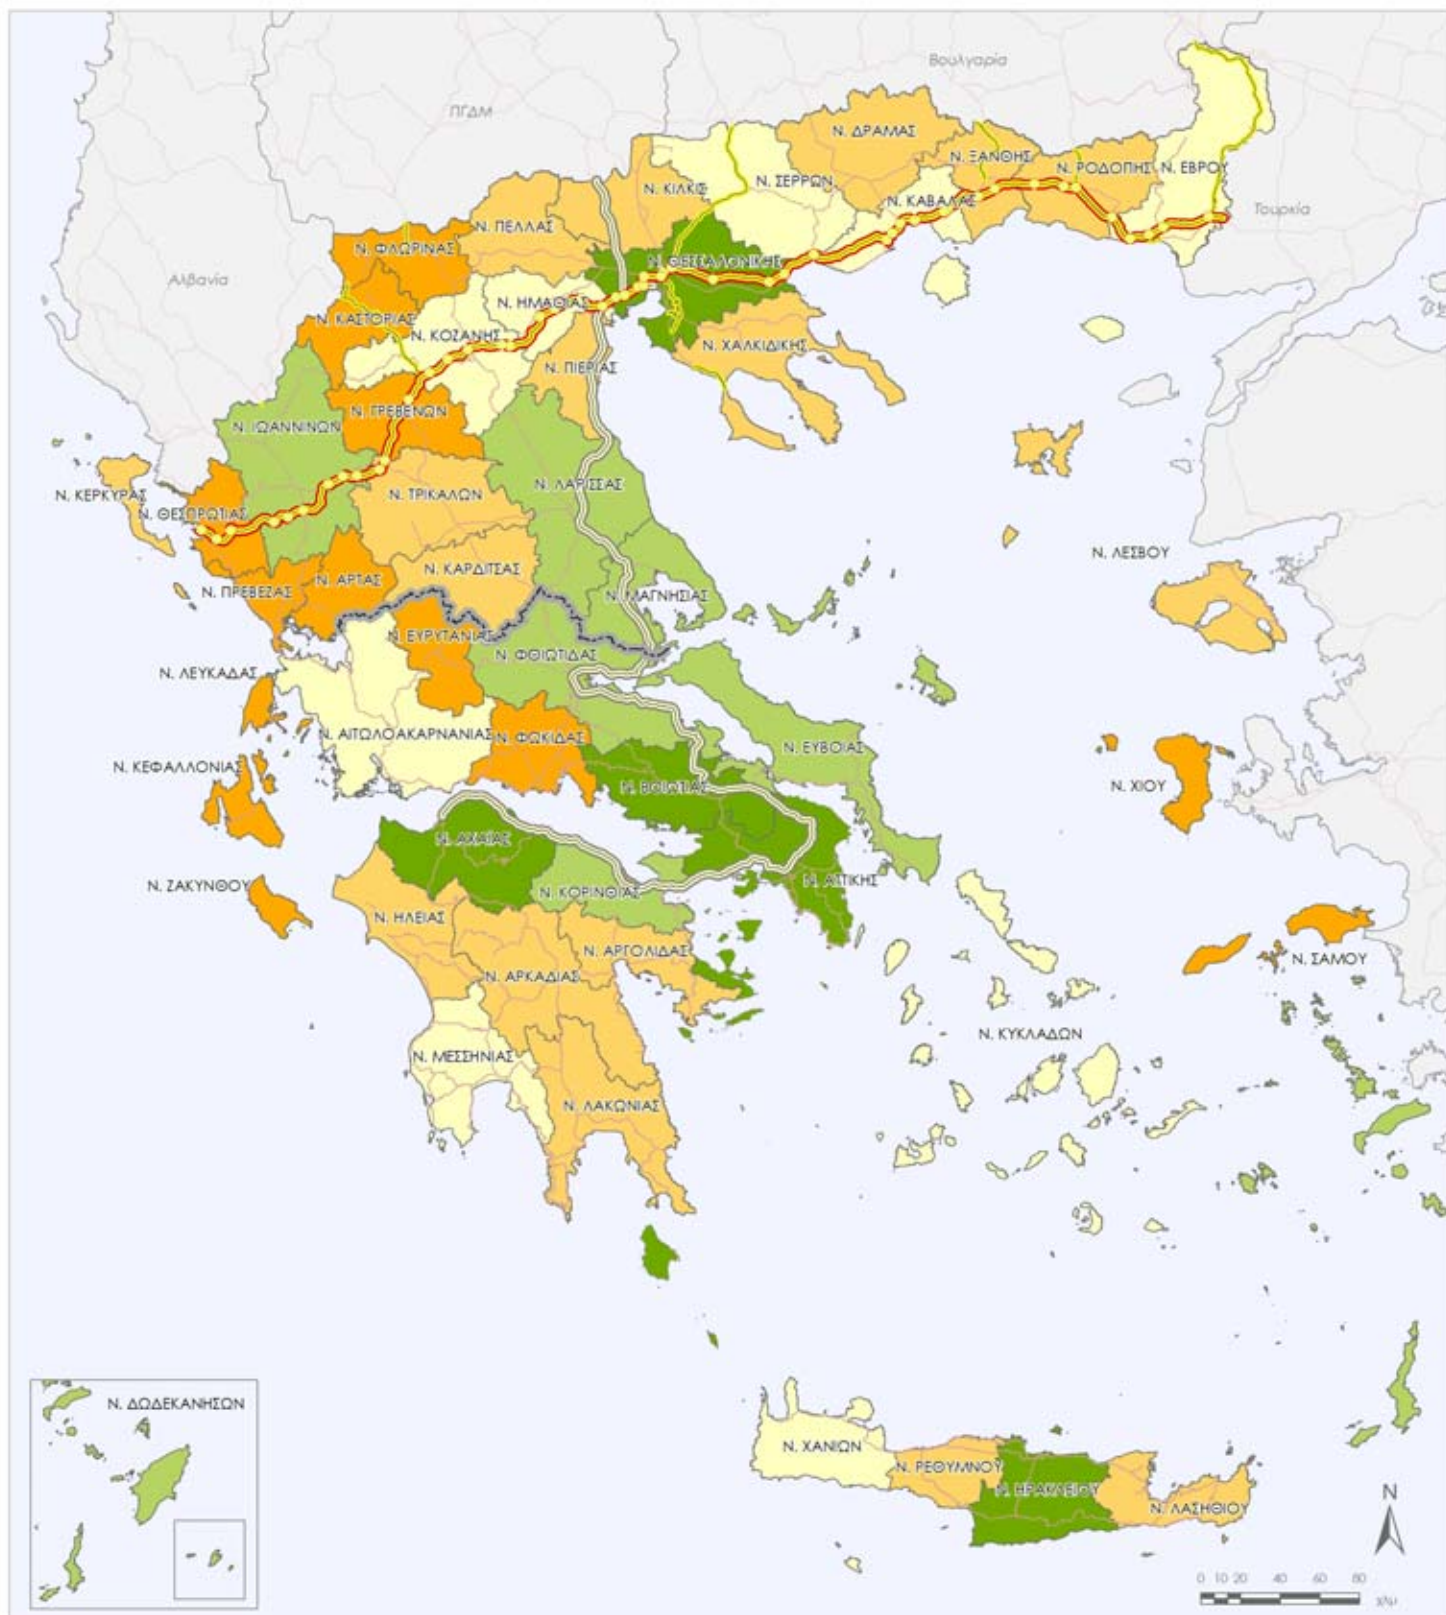 Βουλγαρία
ΠΓΔΜ
Ν. ΔΡΑΜΑΣ
Ν. ΞΑΝΘΗΣ
Ν. ΡΟΔΟΠΗΣ
Ν. ΕΒΡΟΥ
Ν. ΚΙΛΚΙΣ
Ν. ΣΕΡΡΩΝ
Ν. ΚΑΒΑΛΑΣ
Τουρκία
Ν. ΠΕΛΛΑΣ
Ν. ΦΛΩΡΙΝΑΣ
Ν. ΘΕΣΣΑΛΟΝΙΚΗΣ
Αλβανία
Ν. ΗΜΑΘΙΑΣ
Ν. ΚΑΣΤΟΡΙΑΣ
Ν. ΚΟΖΑΝΗΣ
Ν. ΧΑΛΚΙΔΙΚΗΣ
Ν. ΠΙΕΡΙΑΣ
Ν. ΓΡΕΒΕΝΩΝ
Ν. ΙΩΑΝΝΙΝΩΝ
Ν. ΛΑΡΙΣΣΑΣ
Ν. ΚΕΡΚΥΡΑΣ
Ν. ΤΡΙΚΑΛΩΝ
Ν. ΘΕΣΠΡΩΤΙΑΣ
Ν. ΛΕΣΒΟΥ
Ν. ΚΑΡΔΙΤΣΑΣ
Ν. ΑΡΤΑΣ
Ν. ΠΡΕΒΕΖΑΣ
Ν. ΜΑΓΝΗΣΙΑΣ
Ν. ΕΥΡΥΤΑΝΙΑΣ
Ν. ΦΘΙΩΤΙΔΑΣ
Ν. ΛΕΥΚΑΔΑΣ
Ν. ΑΙΤΩΛΟΑΚΑΡΝΑΝΙΑΣ
Ν. ΦΩΚΙΔΑΣ
Ν. ΕΥΒΟΙΑΣ
Ν. ΚΕΦΑΛΛΟΝΙΑΣ
Ν. ΒΟΙΩΤΙΑΣ
Ν. ΧΙΟΥ
Ν. ΑΧΑΪΑΣ
Ν. ΖΑΚΥΝΘΟΥ
Ν. ΚΟΡΙΝΘΙΑΣ
Ν. ΑΤΤΙΚΗΣ
Ν. ΗΛΕΙΑΣ
Ν. ΑΡΓΟΛΙΔΑΣ
Ν. ΣΑΜΟΥ
Ν. ΑΡΚΑΔΙΑΣ
Ν. ΚΥΚΛΑΔΩΝ
Ν. ΜΕΣΣΗΝΙΑΣ
Ν. ΛΑΚΩΝΙΑΣ
Ν. ΔΩΔΕΚΑΝΗΣΩΝ
Ν. ΧΑΝΙΩΝ
Ν. ΡΕΘΥΜΝΟΥ
Ν. ΗΡΑΚΛΕΙΟΥ
Ν. ΛΑΣΗΘΙΟΥ
N
0 10 20 40 60 80
χλμ